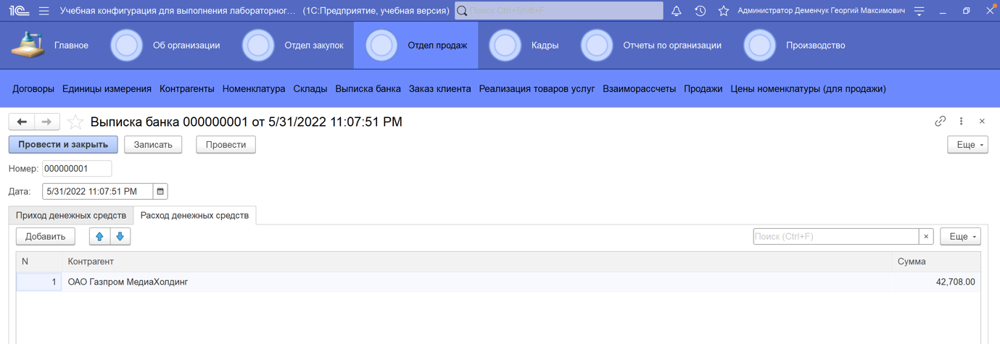 1С Учебная конфигурация для выполнения лабораторног... (1С:Предприятие, учебная версия) Поиск Ctrl+Shift+F Администратор Деменчук Георгий Максимович
Главное Об организации Отдел закупок Отдел продаж Кадры Отчеты по организации Производство
Договоры Единицы измерения Контрагенты Номенклатура Склады Выписка банка Заказ клиента Реализация товаров услуг Взаиморассчеты Продажи Цены номенклатуры (для продажи)
Выписка банка 000000001 от 5/31/2022 11:07:51 PM
Провести и закрыть Записать Провести Еще
Номер: 000000001
Дата: 5/31/2022 11:07:51 PM
Приход денежных средств Расход денежных средств
Добавить Поиск (Ctrl+F) × Еще
N Контрагент Сумма
1 ОАО Газпром МедиаХолдинг 42,708.00